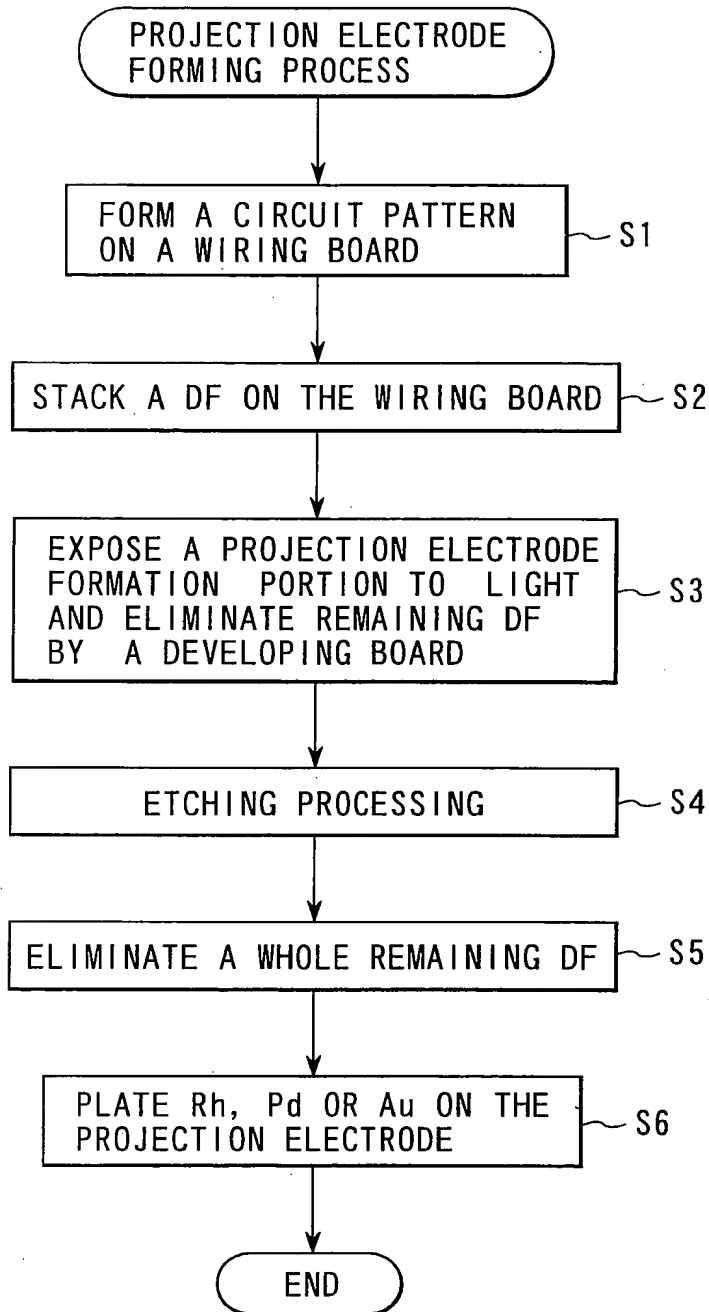 PROJECTION ELECTRODE
FORMING PROCESS
FORM A CIRCUIT PATTERN
ON A WIRING BOARD
S1
STACK A DF ON THE WIRING BOARD
S2
EXPOSE A PROJECTION ELECTRODE
FORMATION PORTION TO LIGHT
AND ELIMINATE REMAINING DF
BY A DEVELOPING BOARD
S3
ETCHING PROCESSING
S4
ELIMINATE A WHOLE REMAINING DF
S5
PLATE Rh, Pd OR Au ON THE
PROJECTION ELECTRODE
S6
END